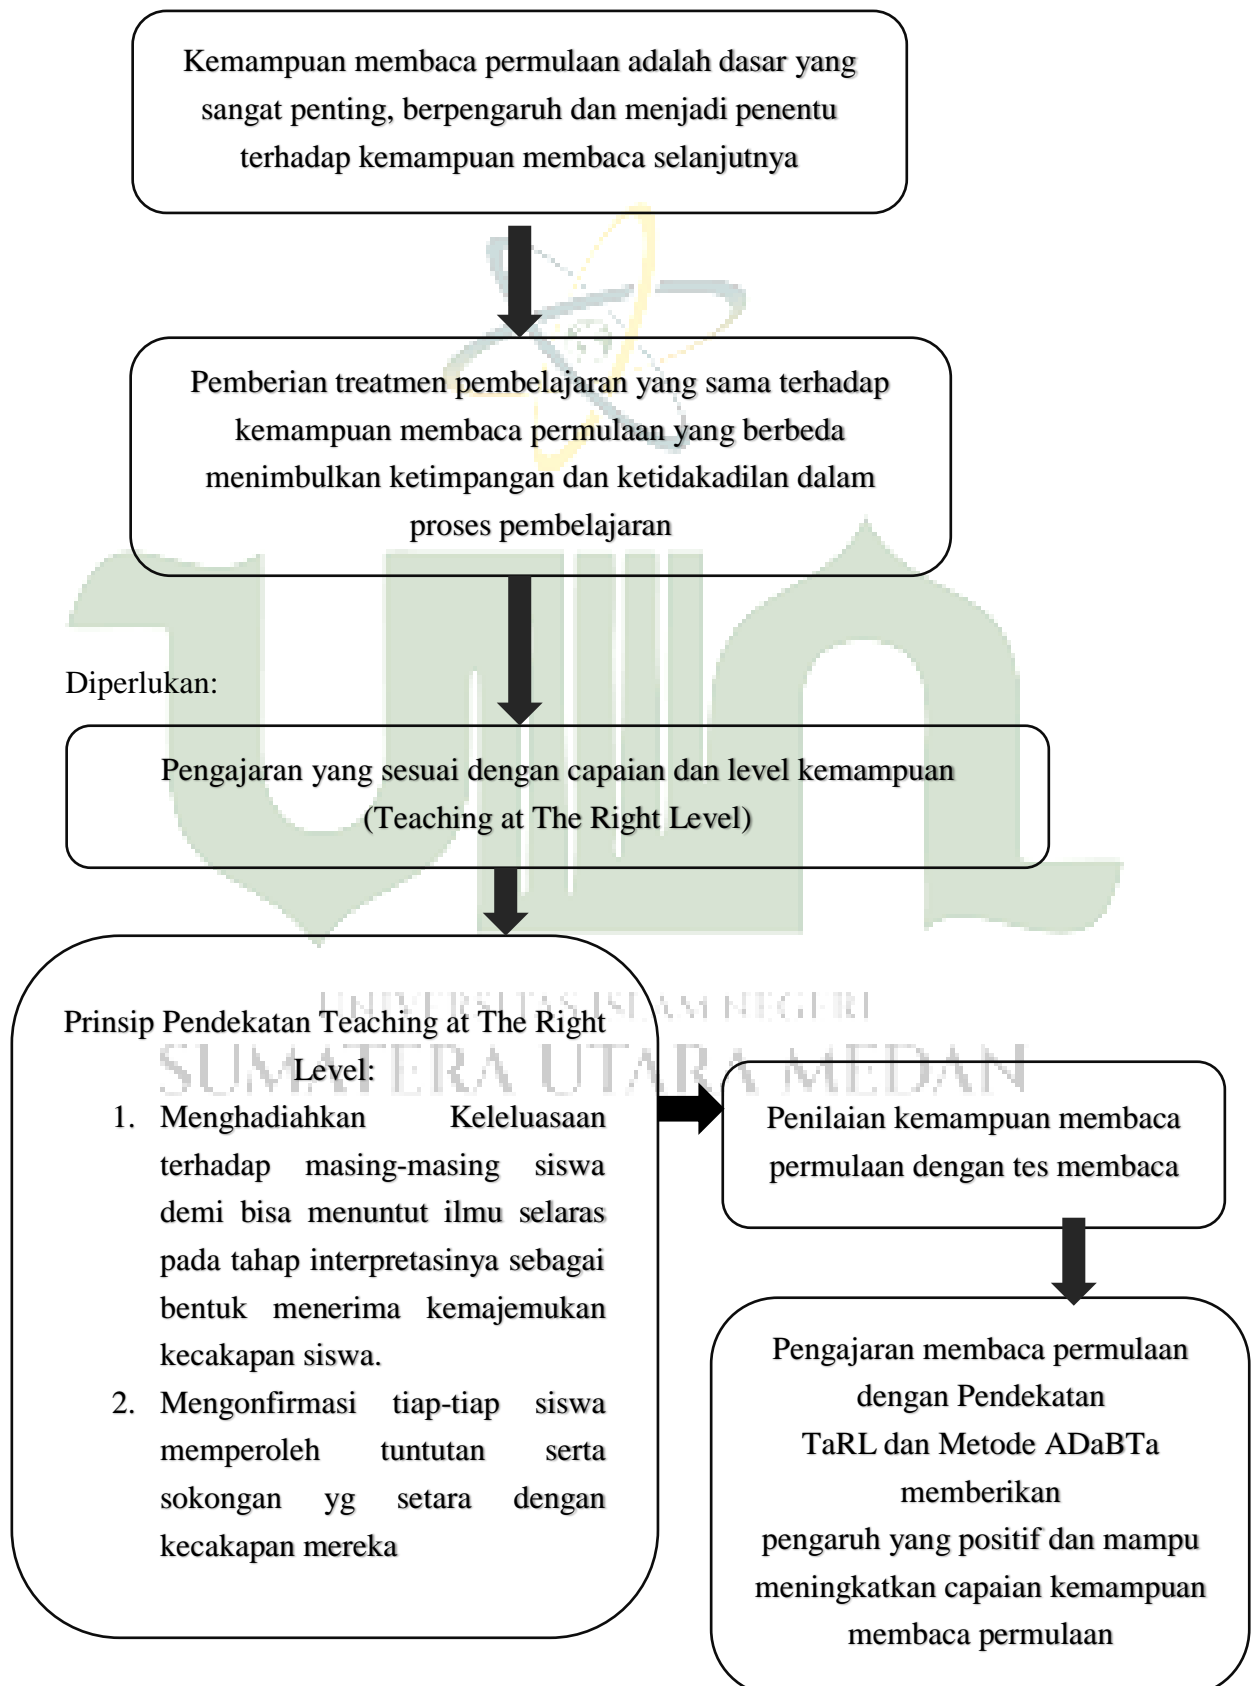 Kemampuan membaca permulaan adalah dasar yang
sangat penting, berpengaruh dan menjadi penentu
terhadap kemampuan membaca selanjutnya
Pemberian treatmen pembelajaran yang sama terhadap
kemampuan membaca permulaan yang berbeda
menimbulkan ketimpangan dan ketidakadilan dalam
proses pembelajaran
Diperlukan:
Pengajaran yang sesuai dengan capaian dan level kemampuan
(Teaching at The Right Level)
UNIVERSITAS ISLAM NEGERI
SUMATERA UTARA MEDAN
Prinsip Pendekatan Teaching at The Right
Level:
1. Menghadiahkan Keleluasaan
terhadap masing-masing siswa
demi bisa menuntut ilmu selaras
pada tahap interpretasinya sebagai
bentuk menerima kemajemukan
kecakapan siswa.
2. Mengonfirmasi tiap-tiap siswa
memperoleh tuntutan serta
sokongan yg setara dengan
kecakapan mereka
Penilaian kemampuan membaca
permulaan dengan tes membaca
Pengajaran membaca permulaan
dengan Pendekatan
TaRL dan Metode ADaBTa
memberikan
pengaruh yang positif dan mampu
meningkatkan capaian kemampuan
membaca permulaan